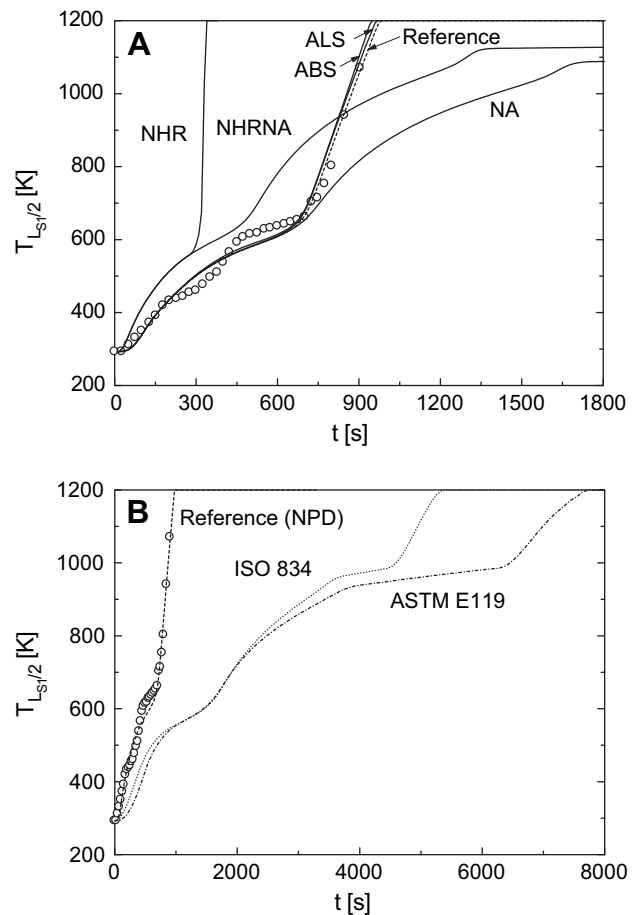 A
ALS
Reference
ABS
NHR
NHRNA
NA
1200
1000
800
600
400
200
T_{L_{S1}/2} [K]
0 300 600 900 1200 1500 1800
t [s]
B
Reference (NPD)
ISO 834
ASTM E119
1200
1000
800
600
400
200
T_{L_{S1}/2} [K]
0 2000 4000 6000 8000
t [s]